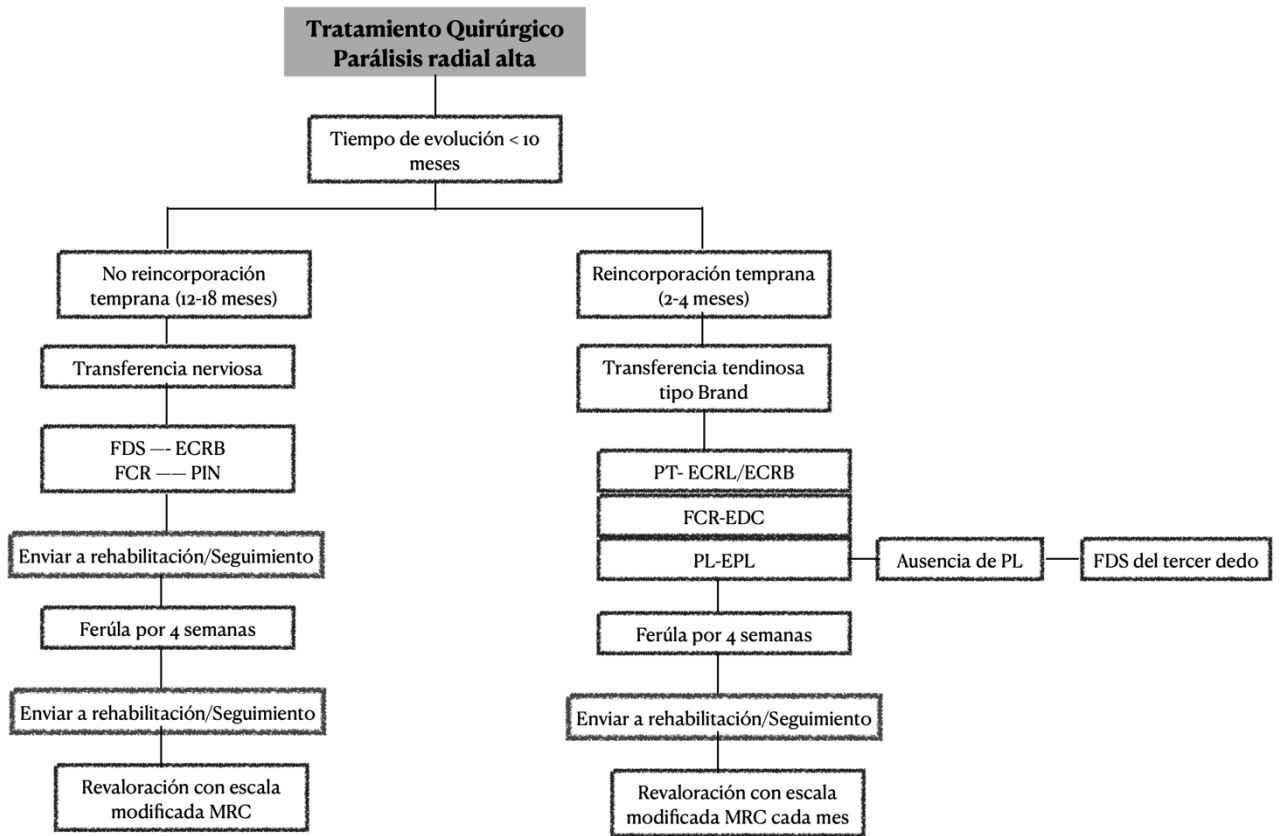 Tratamiento Quirúrgico
Parálisis radial alta
Tiempo de evolución < 10
meses
No reincorporación
temprana (12-18 meses)
Transferencia nerviosa
FDS —- ECRB
FCR —— PIN
Enviar a rehabilitación/Seguimiento
Ferúla por 4 semanas
Enviar a rehabilitación/Seguimiento
Revaloración con escala
modificada MRC
Reincorporación temprana
(2-4 meses)
Transferencia tendinosa
tipo Brand
PT- ECRL/ECRB
FCR-EDC
PL-EPL
Ausencia de PL
FDS del tercer dedo
Ferúla por 4 semanas
Enviar a rehabilitación/Seguimiento
Revaloración con escala
modificada MRC cada mes